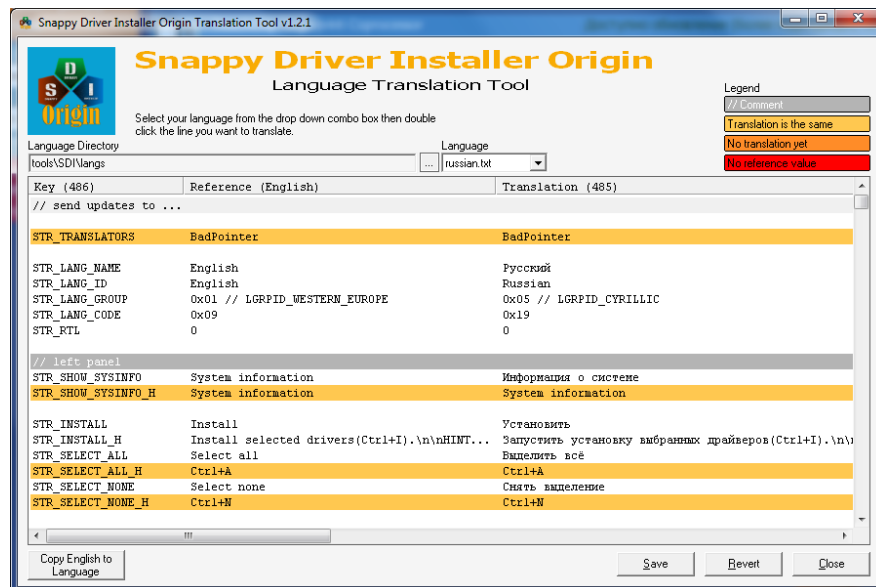 Snappy Driver Installer Origin Translation Tool v1.2.1
D
S I
Origin
Snappy Driver Installer Origin
Language Translation Tool
Select your language from the drop down combo box then double
click the line you want to translate.
Legend
// Comment
Translation is the same
No translation yet
No reference value
Language Directory
tools\SDI\langs
...
Language
russian.txt
Key (486) Reference (English) Translation (485)
// send updates to ...
STR_TRANSLATORS BadPointer BadPointer
STR_LANG_NAME English Русский
STR_LANG_ID English Russian
STR_LANG_GROUP 0x01 // LGRPID_WESTERN_EUROPE 0x05 // LGRPID_CYRILLIC
STR_LANG_CODE 0x09 0x19
STR_RTL 0 0
// left panel
STR_SHOW_SYSINFO System information Информация о системе
STR_SHOW_SYSINFO_H System information System information
STR_INSTALL Install Установить
STR_INSTALL_H Install selected drivers(Ctrl+I).\n\nHINT... Запустить установку выбранных драйверов(Ctrl+I).\n\
STR_SELECT_ALL Select all Выделить всё
STR_SELECT_ALL_H Ctrl+A Ctrl+A
STR_SELECT_NONE Select none Снять выделение
STR_SELECT_NONE_H Ctrl+N Ctrl+N
Copy English to
Language
Save
Revert
Close